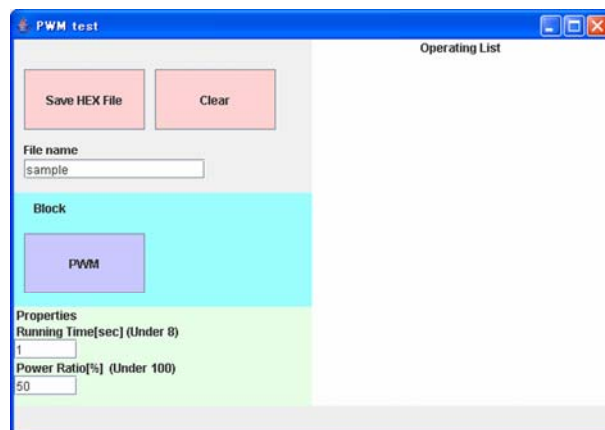 PWM test
Operating List
Save HEX File
Clear
File name
sample
Block
PWM
Properties
Running Time[sec] (Under 8)
1
Power Ratio[%] (Under 100)
50